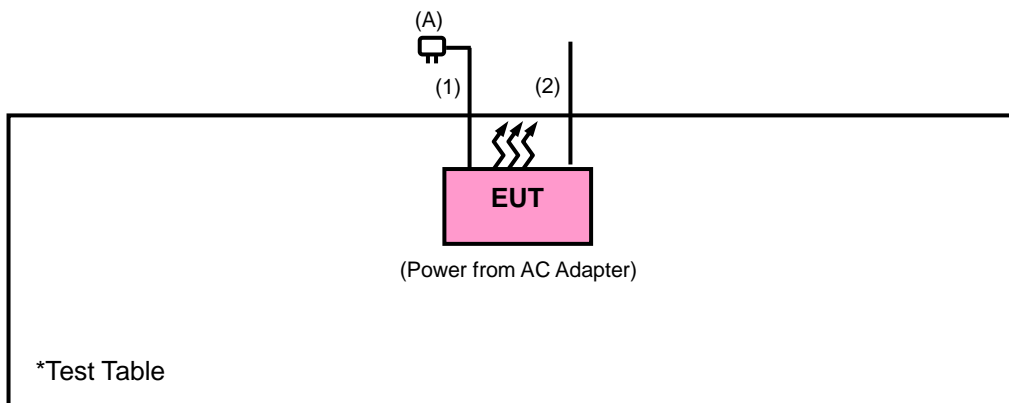 (A)
(1)
(2)
EUT
(Power from AC Adapter)
*Test Table